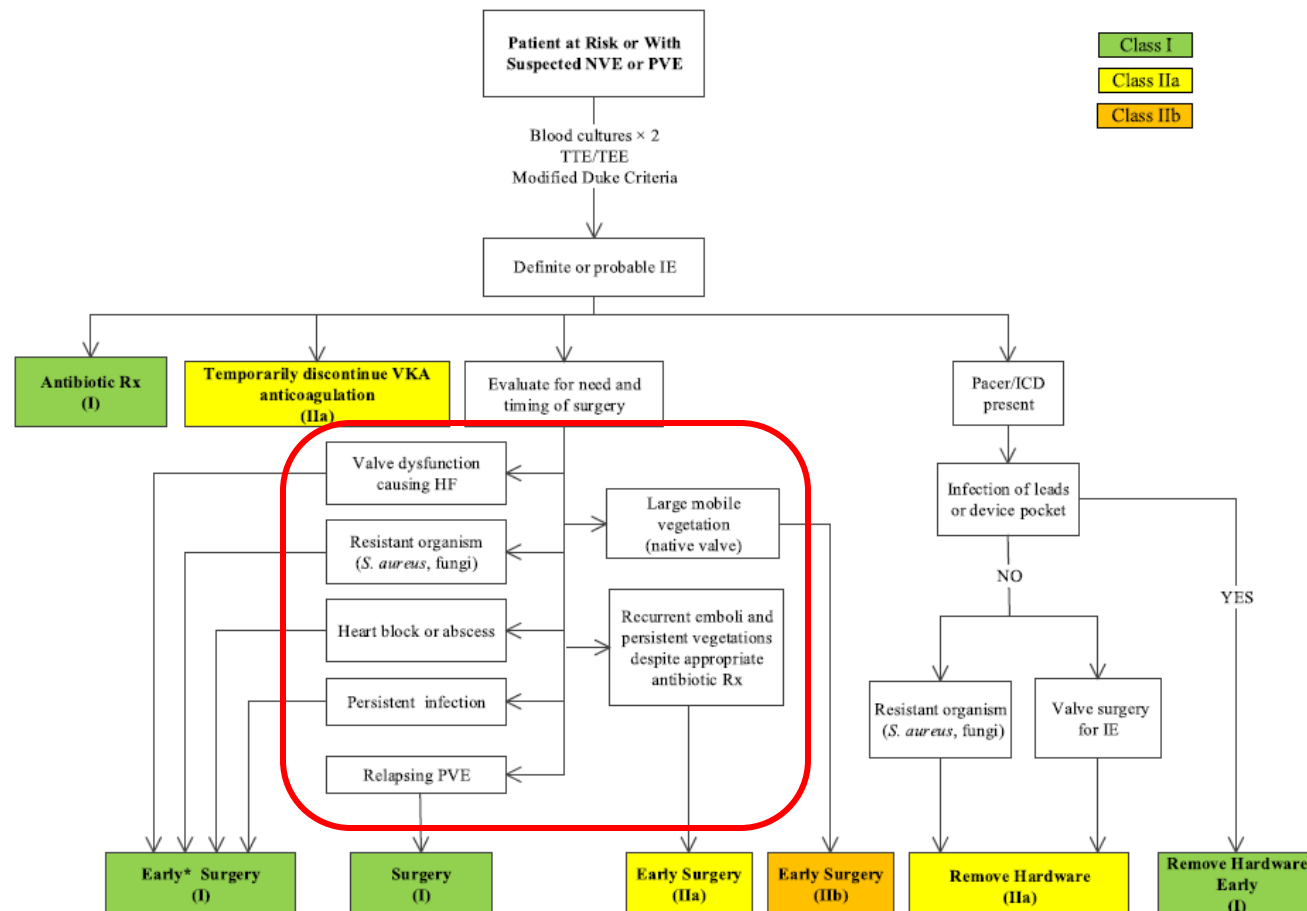 Patient at Risk or With
Suspected NVE or PVE
Class I
Class IIa
Class IIb
Blood cultures × 2
TTE/TEE
Modified Duke Criteria
Definite or probable IE
Antibiotic Rx
(I)
Temporarily discontinue VKA
anticoagulation
(IIa)
Evaluate for need and
timing of surgery
Pacer/ICD
present
Valve dysfunction
causing HF
Resistant organism
(S. aureus, fungi)
Heart block or abscess
Persistent infection
Relapsing PVE
Large mobile
vegetation
(native valve)
Recurrent emboli and
persistent vegetations
despite appropriate
antibiotic Rx
Infection of leads
or device pocket
NO
YES
Resistant organism
(S. aureus, fungi)
Valve surgery
for IE
Early* Surgery
(I)
Surgery
(I)
Early Surgery
(IIa)
Early Surgery
(IIb)
Remove Hardware
(IIa)
Remove Hardware
Early
(I)